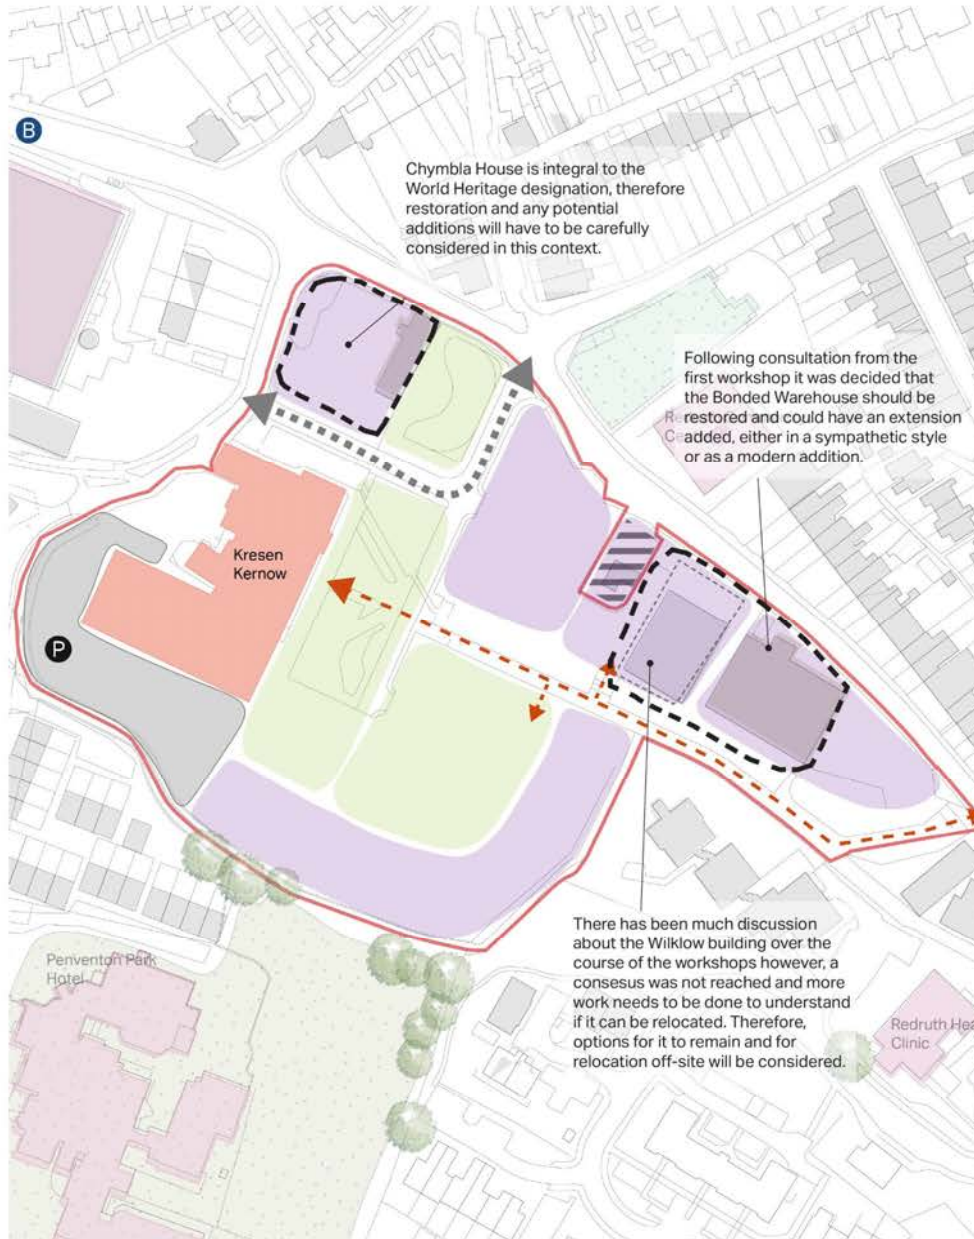 B
Chymbla House is integral to the
World Heritage designation, therefore
restoration and any potential
additions will have to be carefully
considered in this context.
Following consultation from the
first workshop it was decided that
the Bonded Warehouse should be
restored and could have an extension
added, either in a sympathetic style
or as a modern addition.
Kresen
Kernow
P
There has been much discussion
about the Wilklow building over the
course of the workshops however, a
consesus was not reached and more
work needs to be done to understand
if it can be relocated. Therefore,
options for it to remain and for
relocation off-site will be considered.
Penventon Park
Hotel
Redruth Hea
Clinic